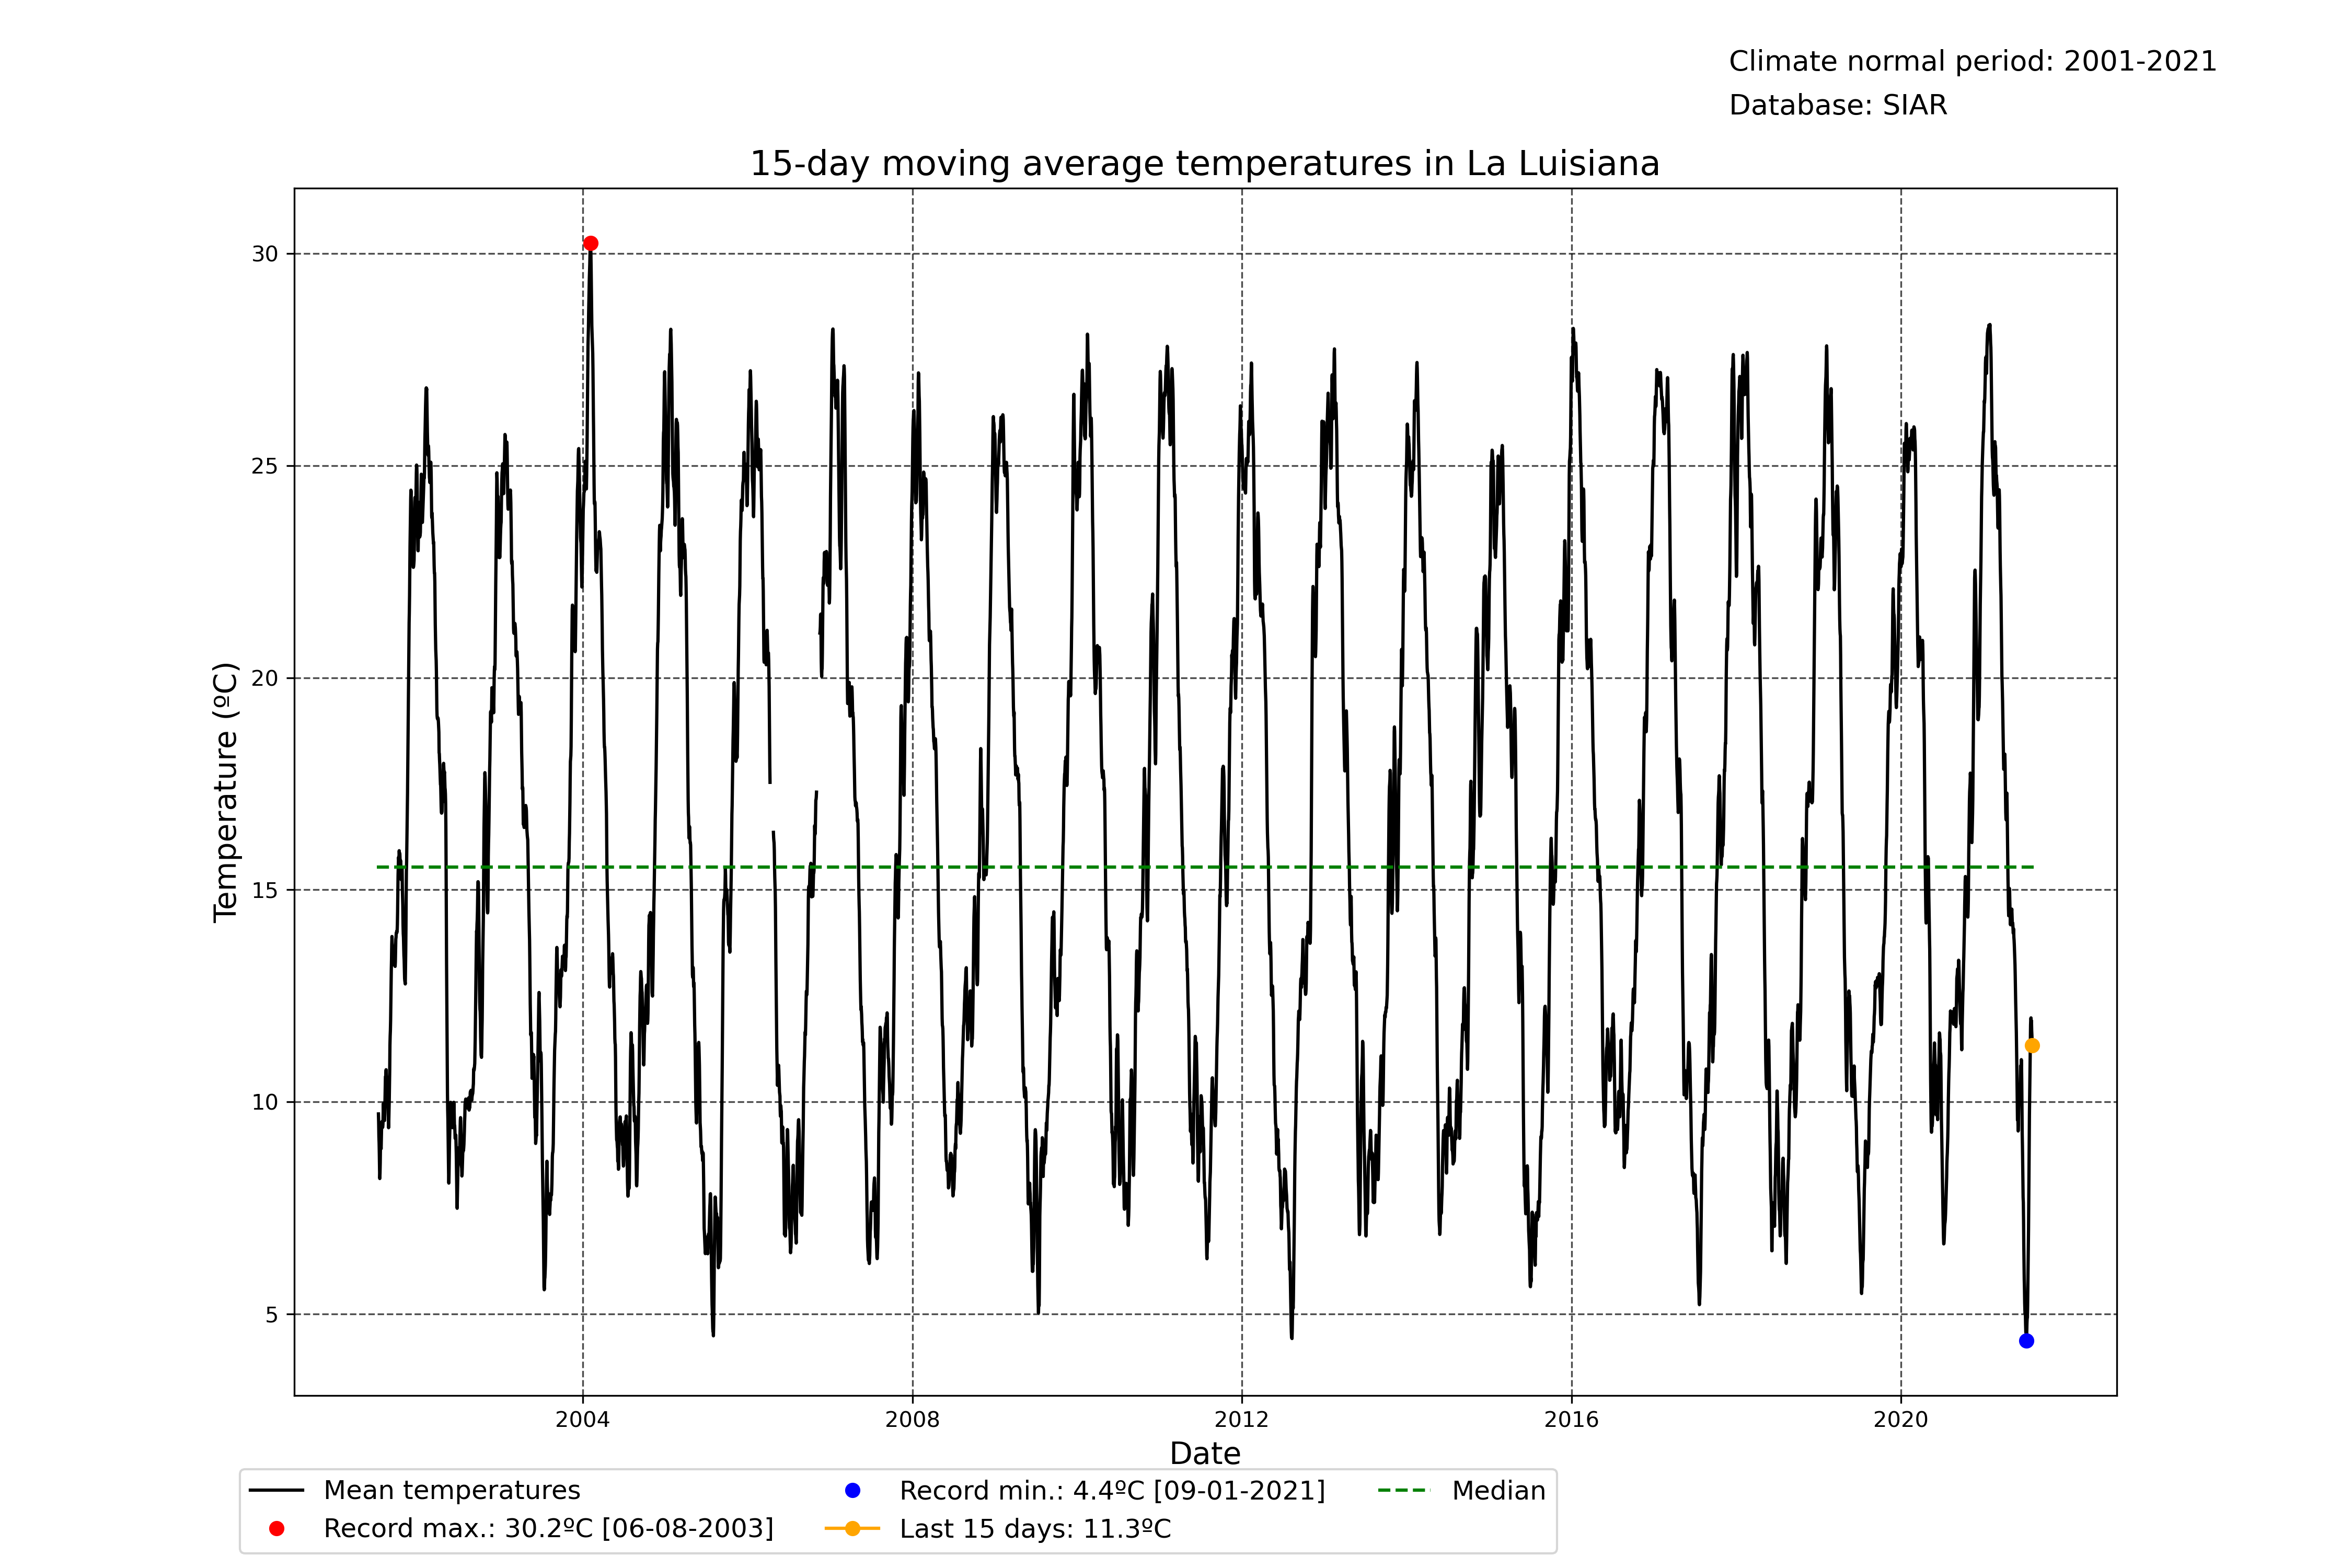 Climate normal period: 2001-2021
Database: SIAR
15-day moving average temperatures in La Luisiana
30
25
20
15
10
5
Temperature (ºC)
2004 2008 2012 2016 2020
Date
Mean temperatures
Record max.: 30.2ºC [06-08-2003]
Record min.: 4.4ºC [09-01-2021]
Last 15 days: 11.3ºC
Median